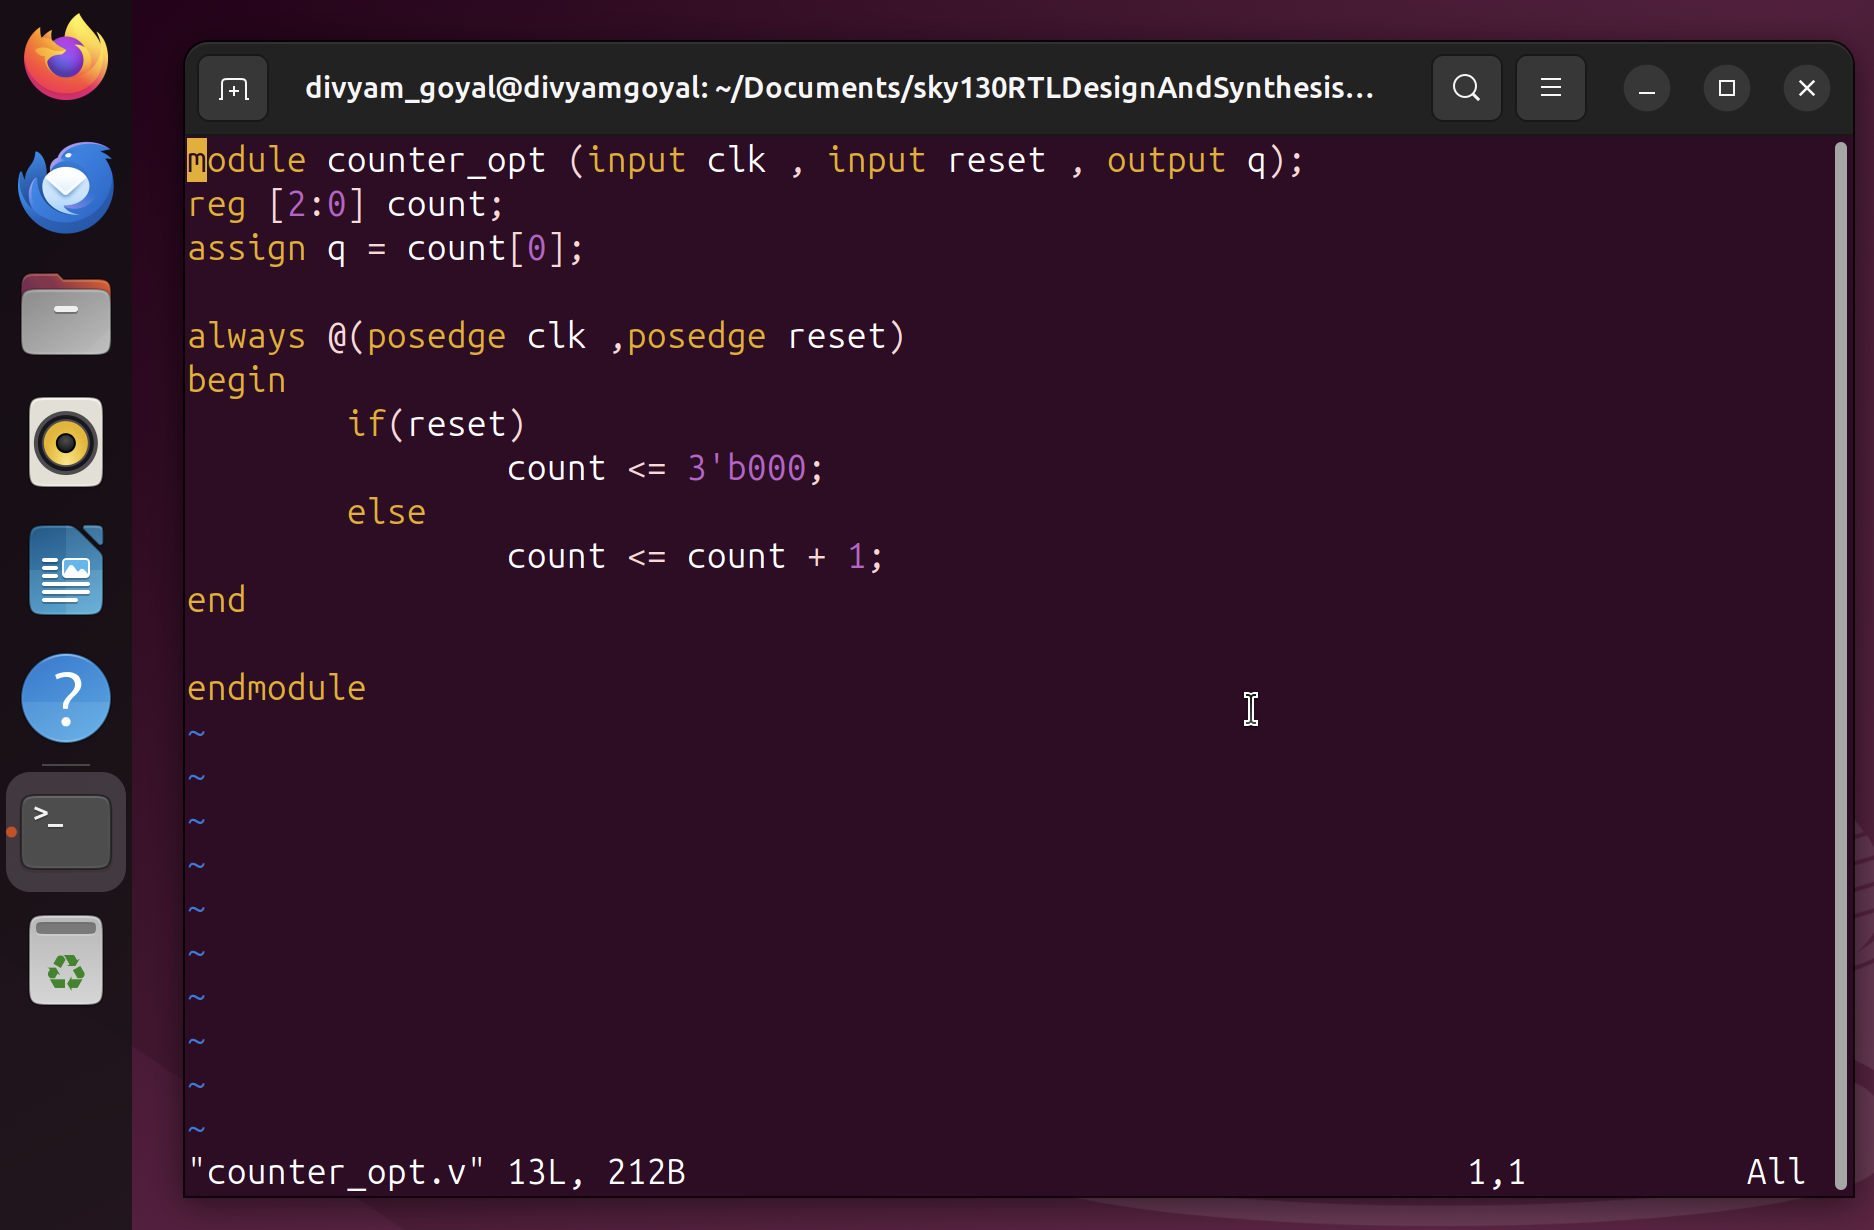 divyam_goyal@divyamgoyal: ~/Documents/sky130RTLDesignAndSynthesis...
module counter_opt (input clk , input reset , output q);
reg [2:0] count;
assign q = count[0];

always @(posedge clk ,posedge reset)
begin
        if(reset)
                count <= 3'b000;
        else
                count <= count + 1;
end

endmodule
~
~
~
~
~
~
~
~
~
~
"counter_opt.v" 13L, 212B 1,1 All
?
>_